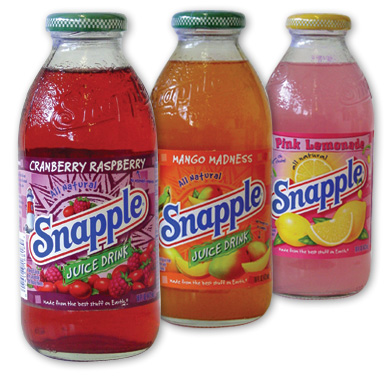 CRANBERRY RASPBERRY
All Natural
Snapple
JUICE DRINK
made from the best stuff on Earth.
MANGO MADNESS
All Natural
Snapple
JUICE DRINK
made from the best stuff on Earth.
Pink Lemonade
All Natural
Snapple
made from the best stuff on Earth.